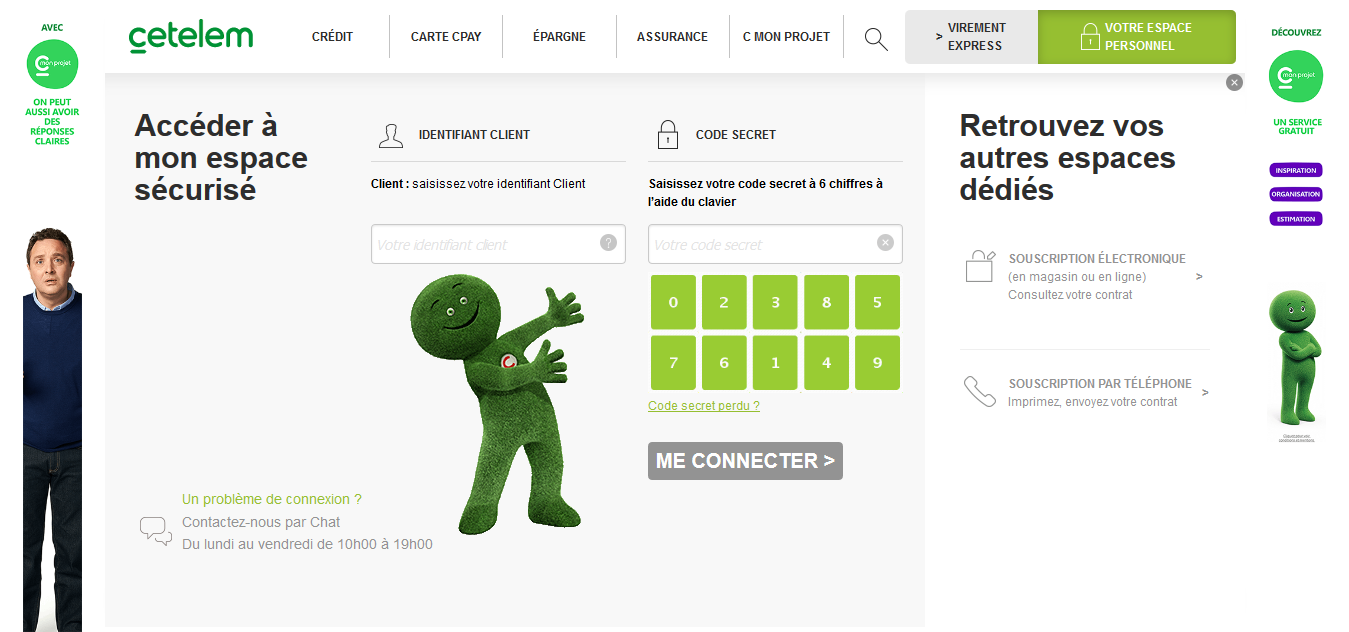 AVEC
C mon projet
ON PEUT
AUSSI AVOIR
DES
RÉPONSES
CLAIRES
cetelem
CRÉDIT
CARTE CPAY
ÉPARGNE
ASSURANCE
C MON PROJET
> VIREMENT
EXPRESS
VOTRE ESPACE
PERSONNEL
Accéder à
mon espace
sécurisé
IDENTIFIANT CLIENT
Client : saisissez votre identifiant Client
Votre identifiant client
?
CODE SECRET
Saisissez votre code secret à 6 chiffres à
l'aide du clavier
Votre code secret
0 2 3 8 5
7 6 1 4 9
Code secret perdu ?
ME CONNECTER >
Un problème de connexion ?
Contactez-nous par Chat
Du lundi au vendredi de 10h00 à 19h00
Retrouvez vos
autres espaces
dédiés
SOUSCRIPTION ÉLECTRONIQUE
(en magasin ou en ligne) >
Consultez votre contrat
SOUSCRIPTION PAR TÉLÉPHONE >
Imprimez, envoyez votre contrat
DÉCOUVREZ
C mon projet
UN SERVICE
GRATUIT
INSPIRATION
ORGANISATION
ESTIMATION